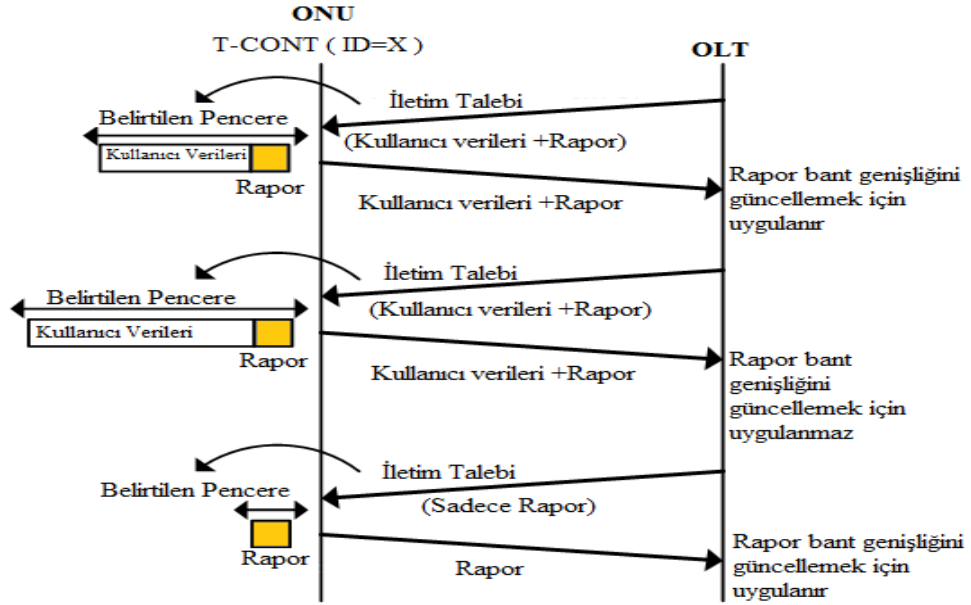 ONU
T-CONT ( ID=X )
OLT
İletim Talebi
Belirtilen Pencere
(Kullanıcı verileri +Rapor)
Kullanıcı Verileri
Rapor
Kullanıcı verileri +Rapor
Rapor bant genişliğini
güncellemek için
uygulanır
İletim Talebi
Belirtilen Pencere
(Kullanıcı verileri +Rapor)
Kullanıcı Verileri
Rapor
Kullanıcı verileri +Rapor
Rapor bant
genişliğini
güncellemek için
uygulanmaz
İletim Talebi
Belirtilen Pencere
(Sadece Rapor)
Rapor
Rapor
Rapor bant genişliğini
güncellemek için
uygulanır